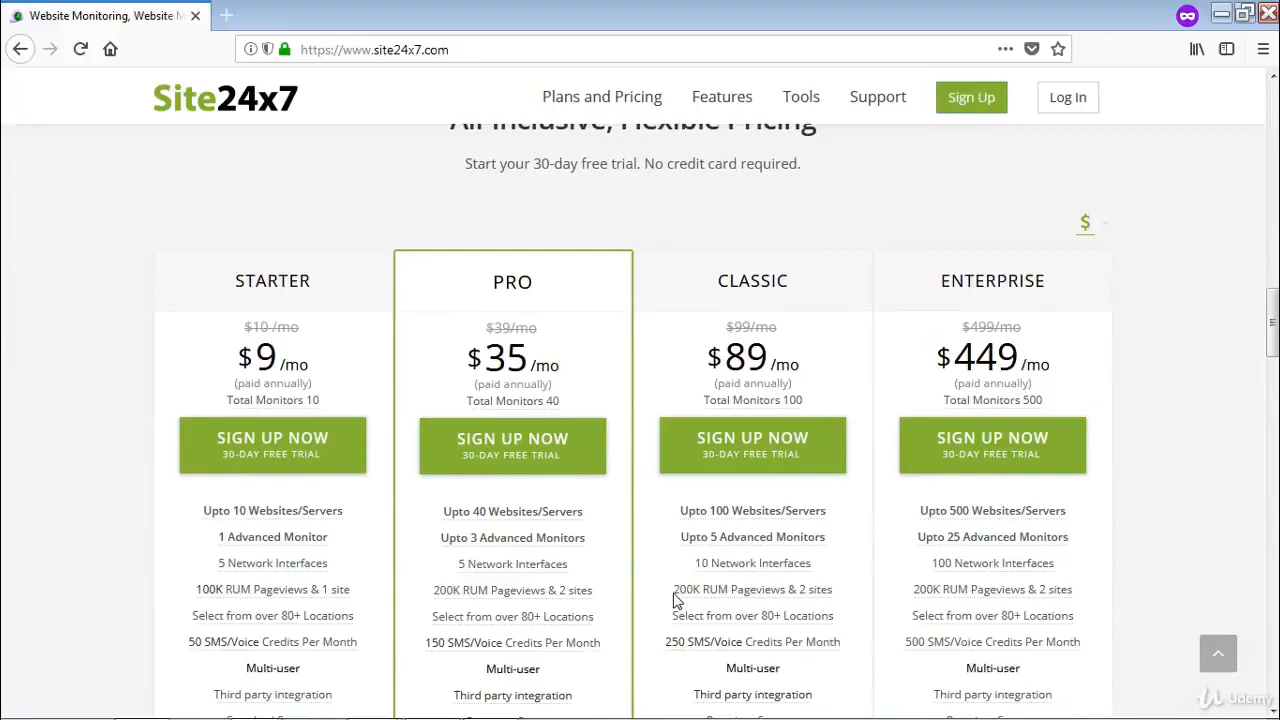 Website Monitoring, Website M
https://www.site24x7.com
Site24x7
Plans and Pricing
Features
Tools
Support
Sign Up
Log In
All-Inclusive, Flexible Pricing
Start your 30-day free trial. No credit card required.
$
STARTER
$10 /mo
$9 /mo
(paid annually)
Total Monitors 10
SIGN UP NOW
30-DAY FREE TRIAL
Upto 10 Websites/Servers
1 Advanced Monitor
5 Network Interfaces
100K RUM Pageviews & 1 site
Select from over 80+ Locations
50 SMS/Voice Credits Per Month
Multi-user
Third party integration
PRO
$39/mo
$35 /mo
(paid annually)
Total Monitors 40
SIGN UP NOW
30-DAY FREE TRIAL
Upto 40 Websites/Servers
Upto 3 Advanced Monitors
5 Network Interfaces
200K RUM Pageviews & 2 sites
Select from over 80+ Locations
150 SMS/Voice Credits Per Month
Multi-user
Third party integration
CLASSIC
$99/mo
$89 /mo
(paid annually)
Total Monitors 100
SIGN UP NOW
30-DAY FREE TRIAL
Upto 100 Websites/Servers
Upto 5 Advanced Monitors
10 Network Interfaces
200K RUM Pageviews & 2 sites
Select from over 80+ Locations
250 SMS/Voice Credits Per Month
Multi-user
Third party integration
ENTERPRISE
$499/mo
$449 /mo
(paid annually)
Total Monitors 500
SIGN UP NOW
30-DAY FREE TRIAL
Upto 500 Websites/Servers
Upto 25 Advanced Monitors
100 Network Interfaces
200K RUM Pageviews & 2 sites
Select from over 80+ Locations
500 SMS/Voice Credits Per Month
Multi-user
Third party integration
Udemy